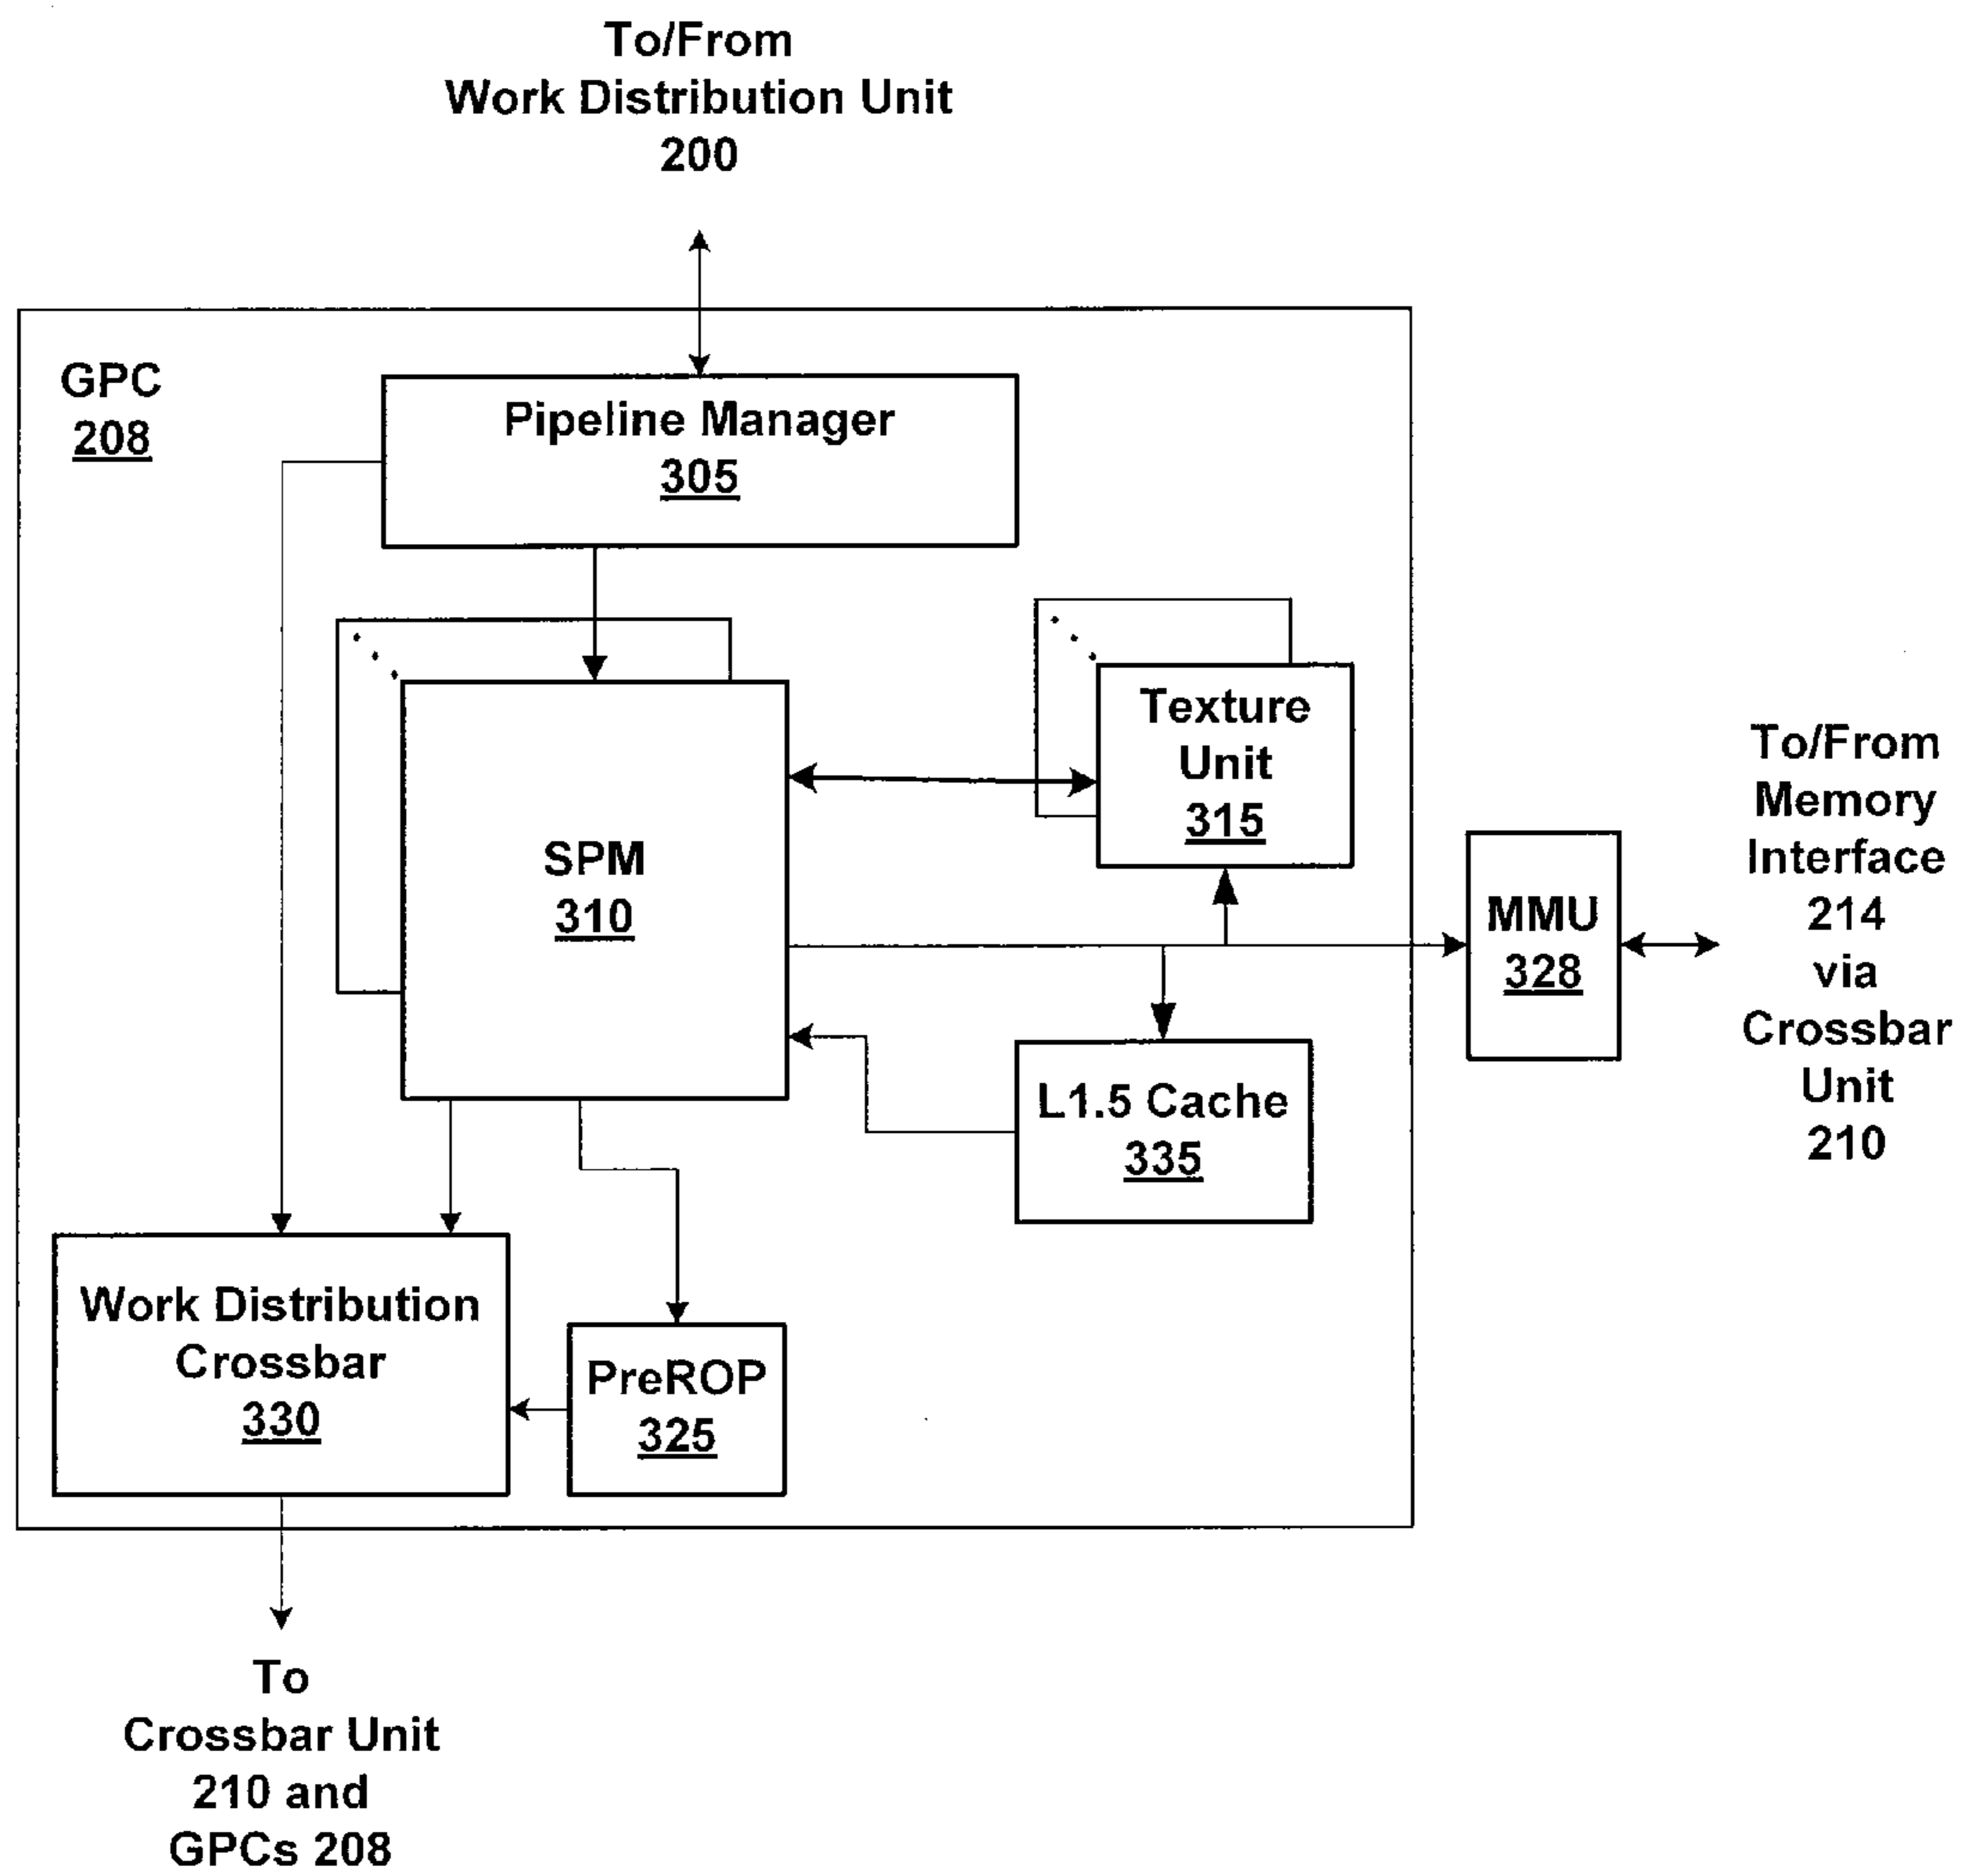 To/From
Work Distribution Unit
200
GPC
208
Pipeline Manager
305
Texture
Unit
315
SPM
310
To/From
Memory
Interface
214
via
Crossbar
Unit
210
MMU
328
L1.5 Cache
335
Work Distribution
Crossbar
330
PreROP
325
To
Crossbar Unit
210 and
GPCs 208